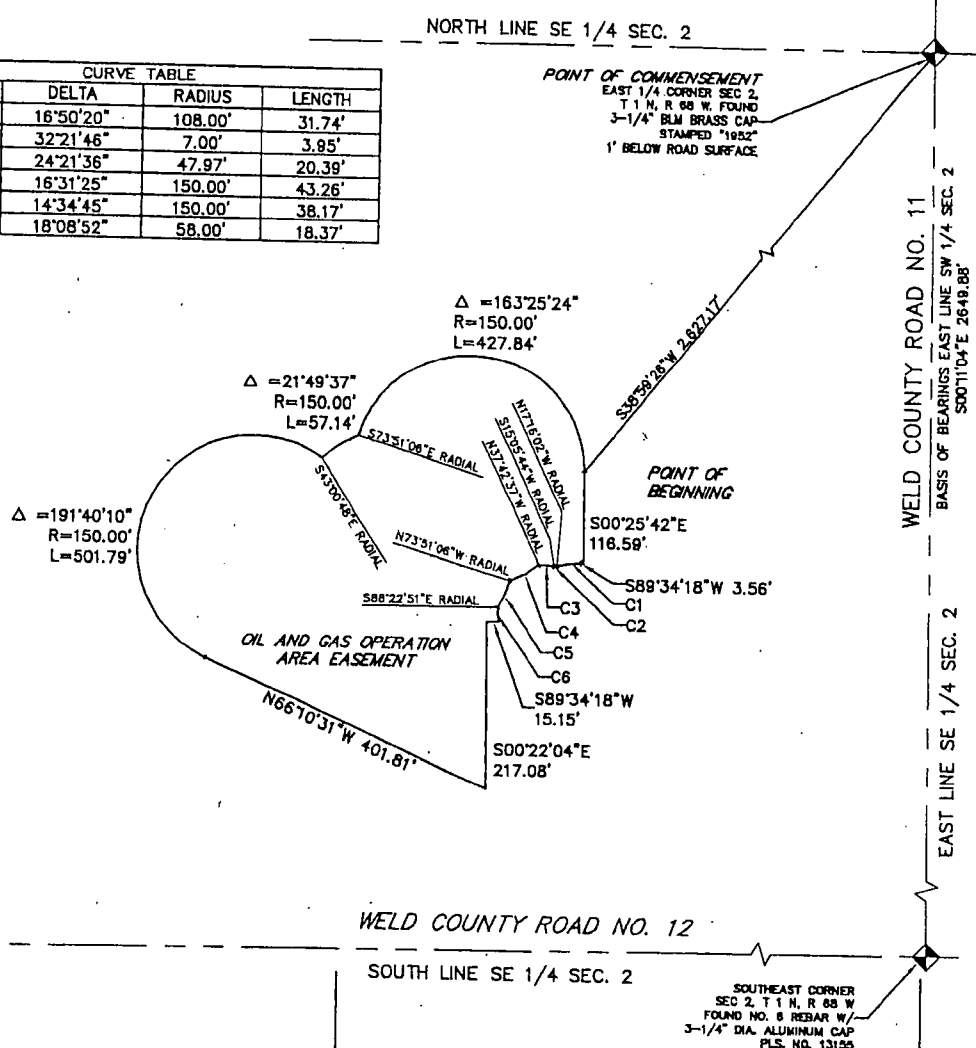 NORTH LINE SE 1/4 SEC. 2
CURVE TABLE
DELTA RADIUS LENGTH
16°50'20" 108.00' 31.74'
32°21'46" 7.00' 3.95'
24°21'36" 47.97' 20.39'
16°31'25" 150.00' 43.26'
14°34'45" 150.00' 38.17'
18°08'52" 58.00' 18.37'
POINT OF COMMENSEMENT
EAST 1/4 CORNER SEC 2,
T 1 N, R 68 W. FOUND
3-1/4" BLM BRASS CAP
STAMPED "1952"
1' BELOW ROAD SURFACE
WELD COUNTY ROAD NO. 11
BASIS OF BEARINGS EAST LINE SW 1/4 SEC. 2
S00°11'04"E 2649.88'
S38°59'26"W 2,627.17'
Δ =163°25'24"
R=150.00'
L=427.84'
Δ =21°49'37"
R=150.00'
L=57.14'
S73°51'06"E RADIAL
N17°16'02"W RADIAL
S15°05'44"W RADIAL
N37°42'37"W RADIAL
S43°00'48"E RADIAL
POINT OF
BEGINNING
Δ =191°40'10"
R=150.00'
L=501.79'
S00°25'42"E
116.59'
N73°51'06"W RADIAL
S89°34'18"W 3.56'
S88°22'51"E RADIAL
C1
C2
C3
C4
C5
C6
OIL AND GAS OPERATION
AREA EASEMENT
S89°34'18"W
15.15'
N66°10'31"W 401.81'
S00°22'04"E
217.08'
EAST LINE SE 1/4 SEC. 2
WELD COUNTY ROAD NO. 12
SOUTH LINE SE 1/4 SEC. 2
SOUTHEAST CORNER
SEC 2, T 1 N, R 68 W
FOUND NO. 6 REBAR W/
3-1/4" DIA. ALUMINUM CAP
PLS. NO. 13155